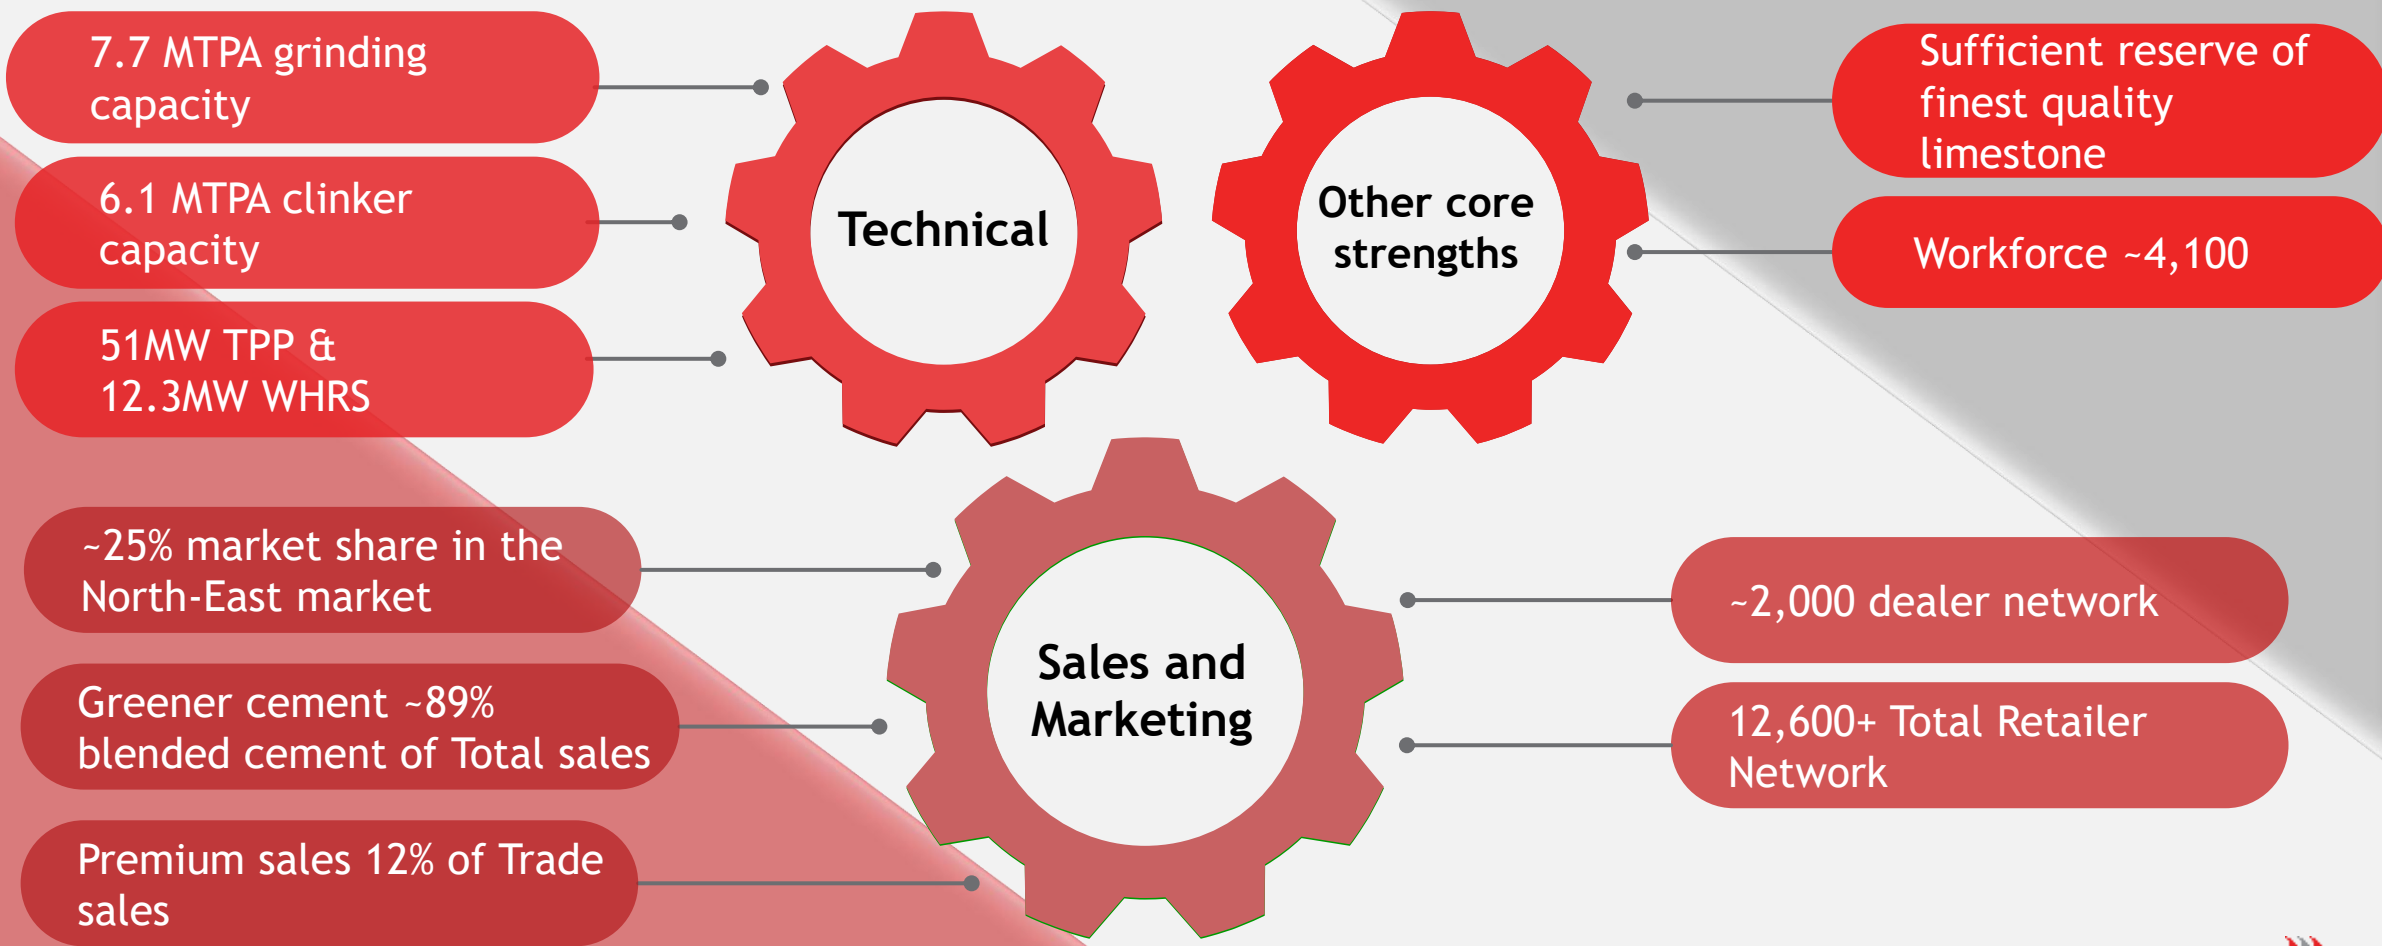 7.7 MTPA grinding
capacity
6.1 MTPA clinker
capacity
51MW TPP &
12.3MW WHRS
Technical
Other core
strengths
Sufficient reserve of
finest quality
limestone
Workforce ~4,100
~25% market share in the
North-East market
Greener cement ~89%
blended cement of Total sales
Premium sales 12% of Trade
sales
Sales and
Marketing
~2,000 dealer network
12,600+ Total Retailer
Network